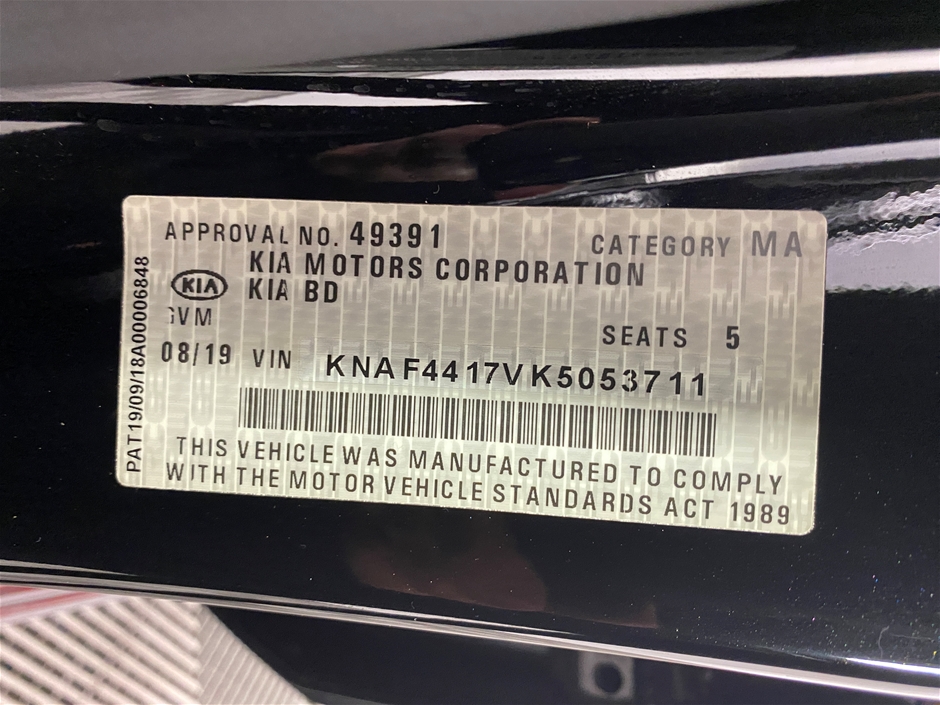 APPROVAL NO. 49391 CATEGORY MA
KIA MOTORS CORPORATION
KIA
KIA BD
GVM
SEATS 5
08/19 VIN KNAF4417VK5053711
THIS VEHICLE WAS MANUFACTURED TO COMPLY
WITH THE MOTOR VEHICLE STANDARDS ACT 1989
PAT19/09/18A00006848